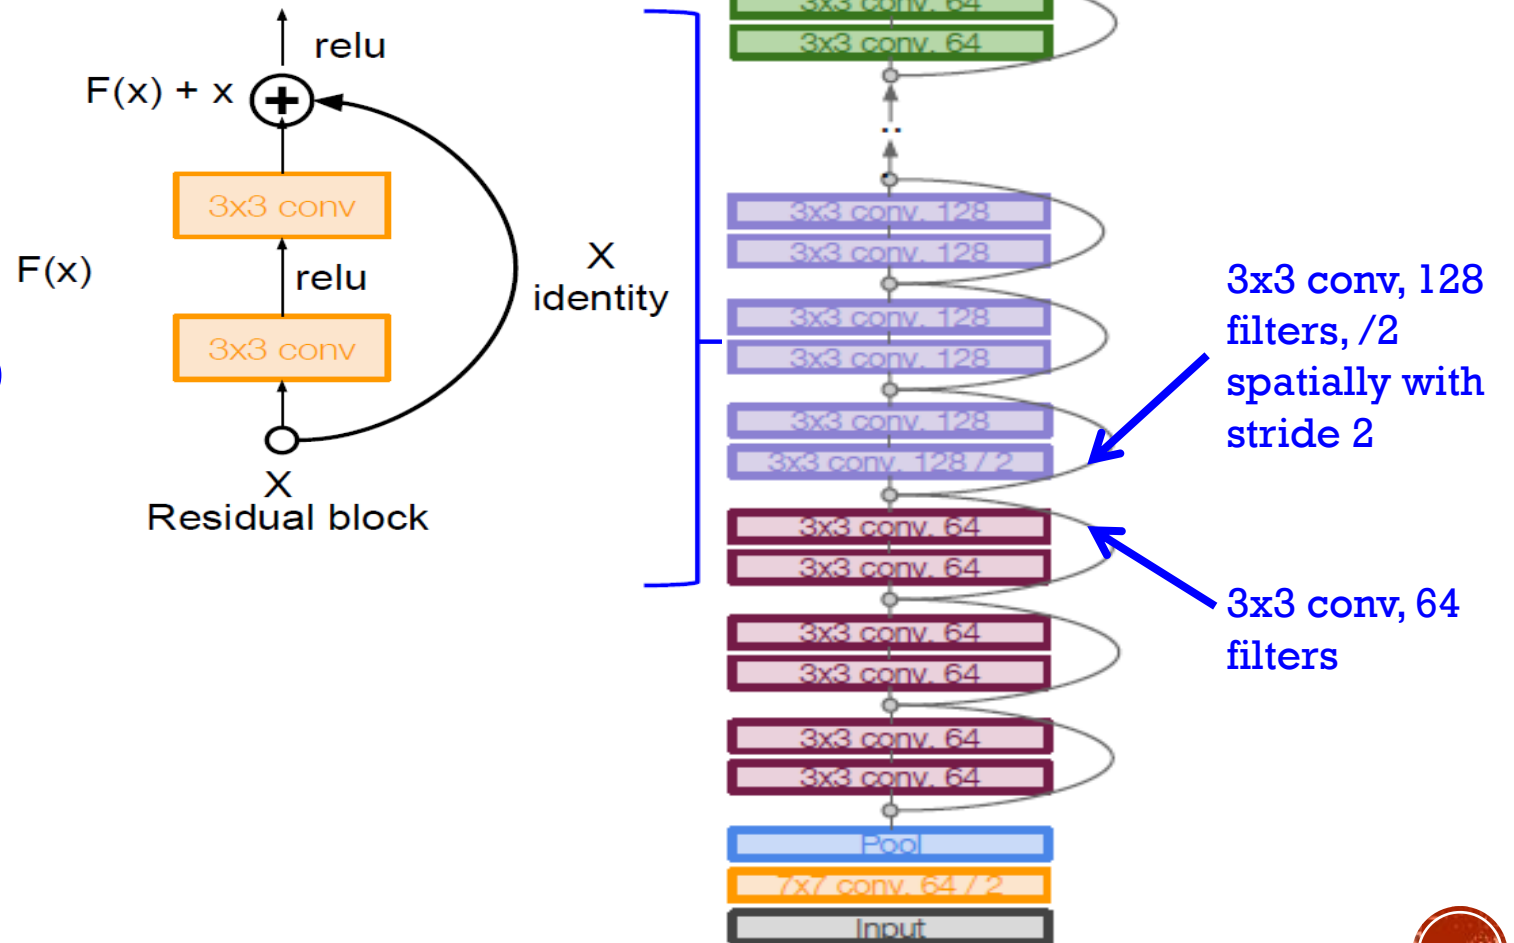 relu
F(x) + x
3x3 conv
F(x)
relu
X
identity
3x3 conv
X
Residual block
3x3 conv, 64
3x3 conv, 64
..
3x3 conv, 128
3x3 conv, 128
3x3 conv, 128
3x3 conv, 128
3x3 conv, 128
3x3 conv, 128 / 2
3x3 conv, 64
3x3 conv, 64
3x3 conv, 64
3x3 conv, 64
3x3 conv, 64
3x3 conv, 64
Pool
7x7 conv, 64 / 2
Input
3x3 conv, 128
filters, /2
spatially with
stride 2
3x3 conv, 64
filters